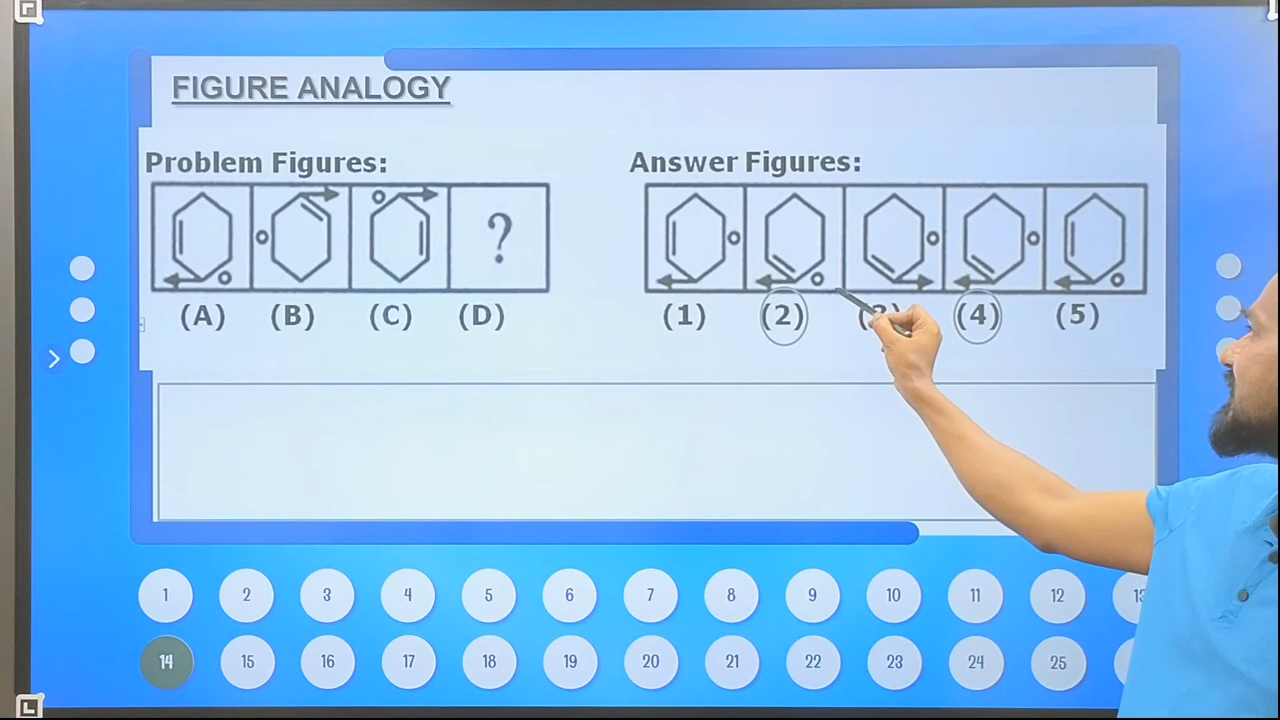 FIGURE ANALOGY
Problem Figures:
Answer Figures:
?
(A) (B) (C) (D)
(1) (2) (4) (5)
1 2 3 4 5 6 7 8 9 10 11 12 13
14 15 16 17 18 19 20 21 22 23 24 25